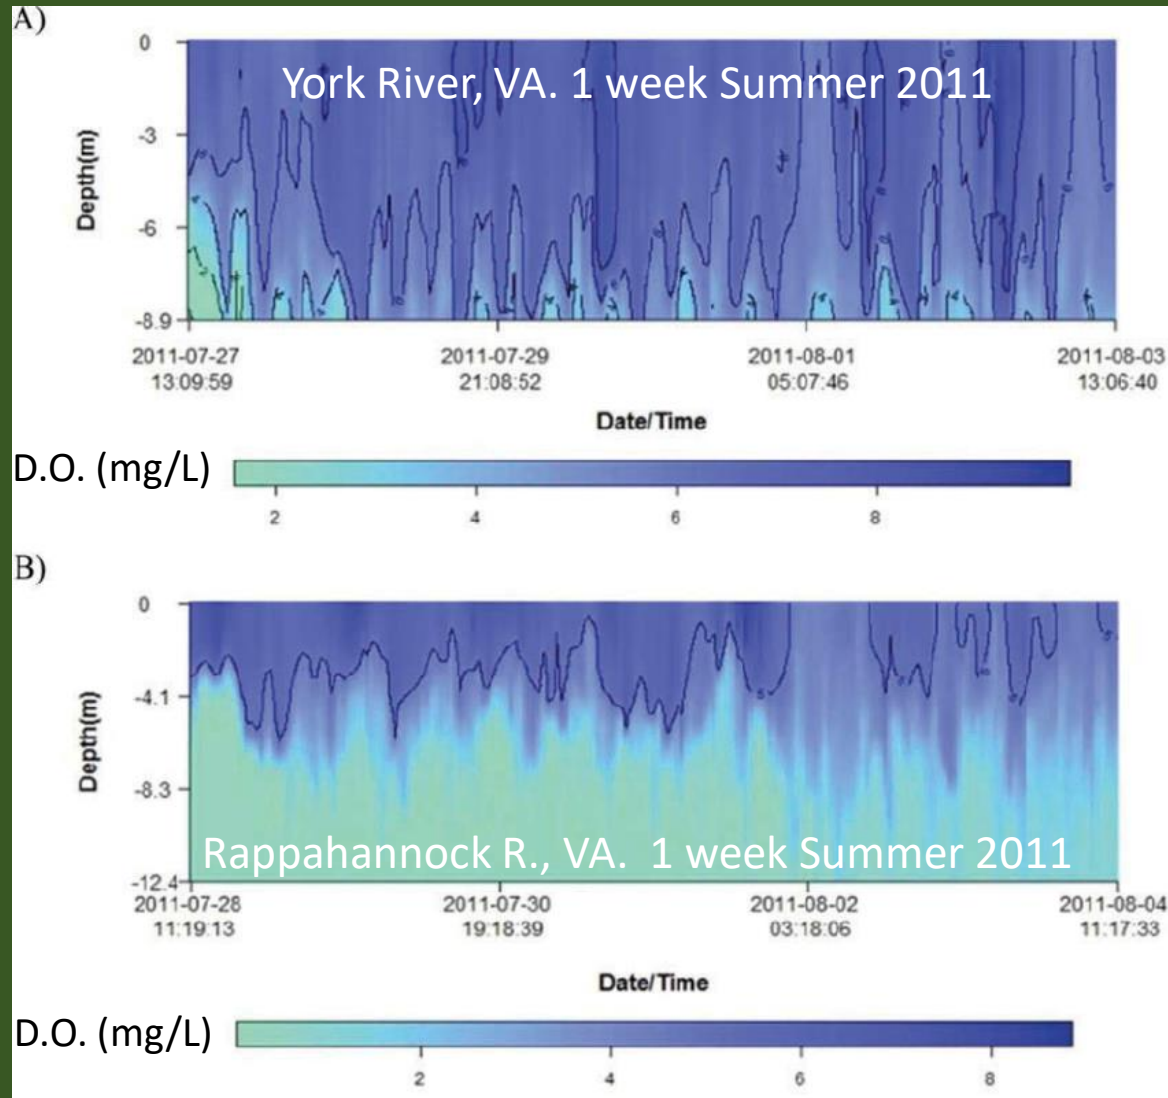 A)
York River, VA. 1 week Summer 2011
0
-3
-6
-8.9
Depth(m)
2011-07-27 2011-07-29 2011-08-01 2011-08-03
13:09:59 21:08:52 05:07:46 13:06:40
Date/Time
D.O. (mg/L)
2 4 6 8
B)
0
-4.1
-8.3
-12.4
Depth(m)
Rappahannock R., VA. 1 week Summer 2011
2011-07-28 2011-07-30 2011-08-02 2011-08-04
11:19:13 19:18:39 03:18:06 11:17:33
Date/Time
D.O. (mg/L)
2 4 6 8